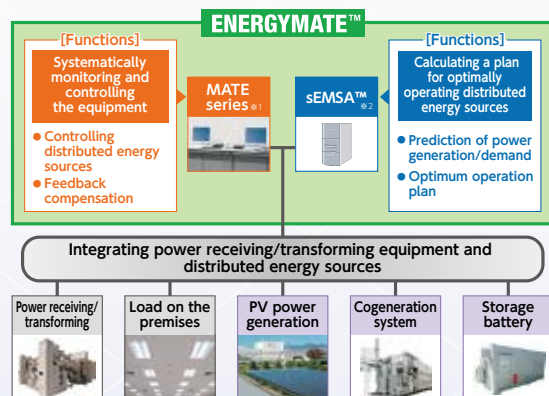 ENERGYMATE™
[Functions]
Systematically
monitoring and
controlling
the equipment
● Controlling
distributed energy
sources
● Feedback
compensation
MATE
series ※1
sEMSA™
※2
[Functions]
Calculating a plan
for optimally
operating distributed
energy sources
● Prediction of power
generation/demand
● Optimum operation
plan
Integrating power receiving/transforming equipment and
distributed energy sources
Power receiving/
transforming
Load on the
premises
PV power
generation
Cogeneration
system
Storage
battery